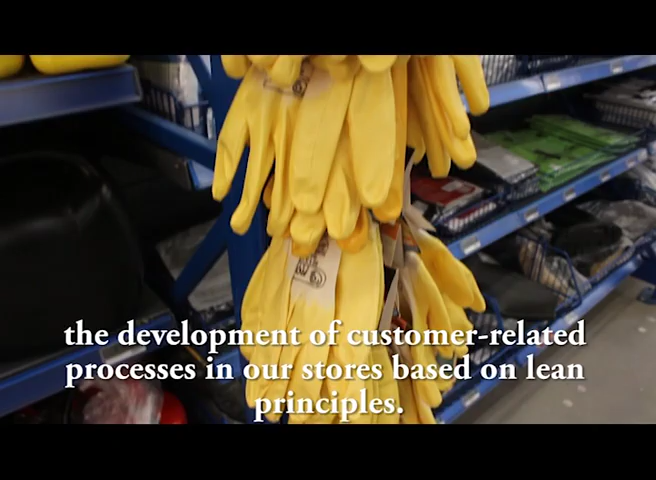 the development of customer-related
processes in our stores based on lean
principles.